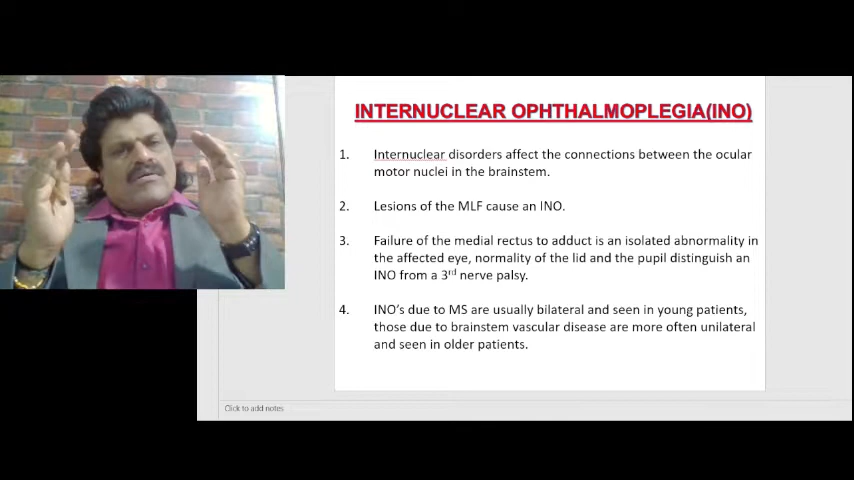 INTERNUCLEAR OPHTHALMOPLEGIA(INO)
1. Internuclear disorders affect the connections between the ocular
motor nuclei in the brainstem.
2. Lesions of the MLF cause an INO.
3. Failure of the medial rectus to adduct is an isolated abnormality in
the affected eye, normality of the lid and the pupil distinguish an
INO from a 3rd nerve palsy.
4. INO's due to MS are usually bilateral and seen in young patients,
those due to brainstem vascular disease are more often unilateral
and seen in older patients.
Click to add notes